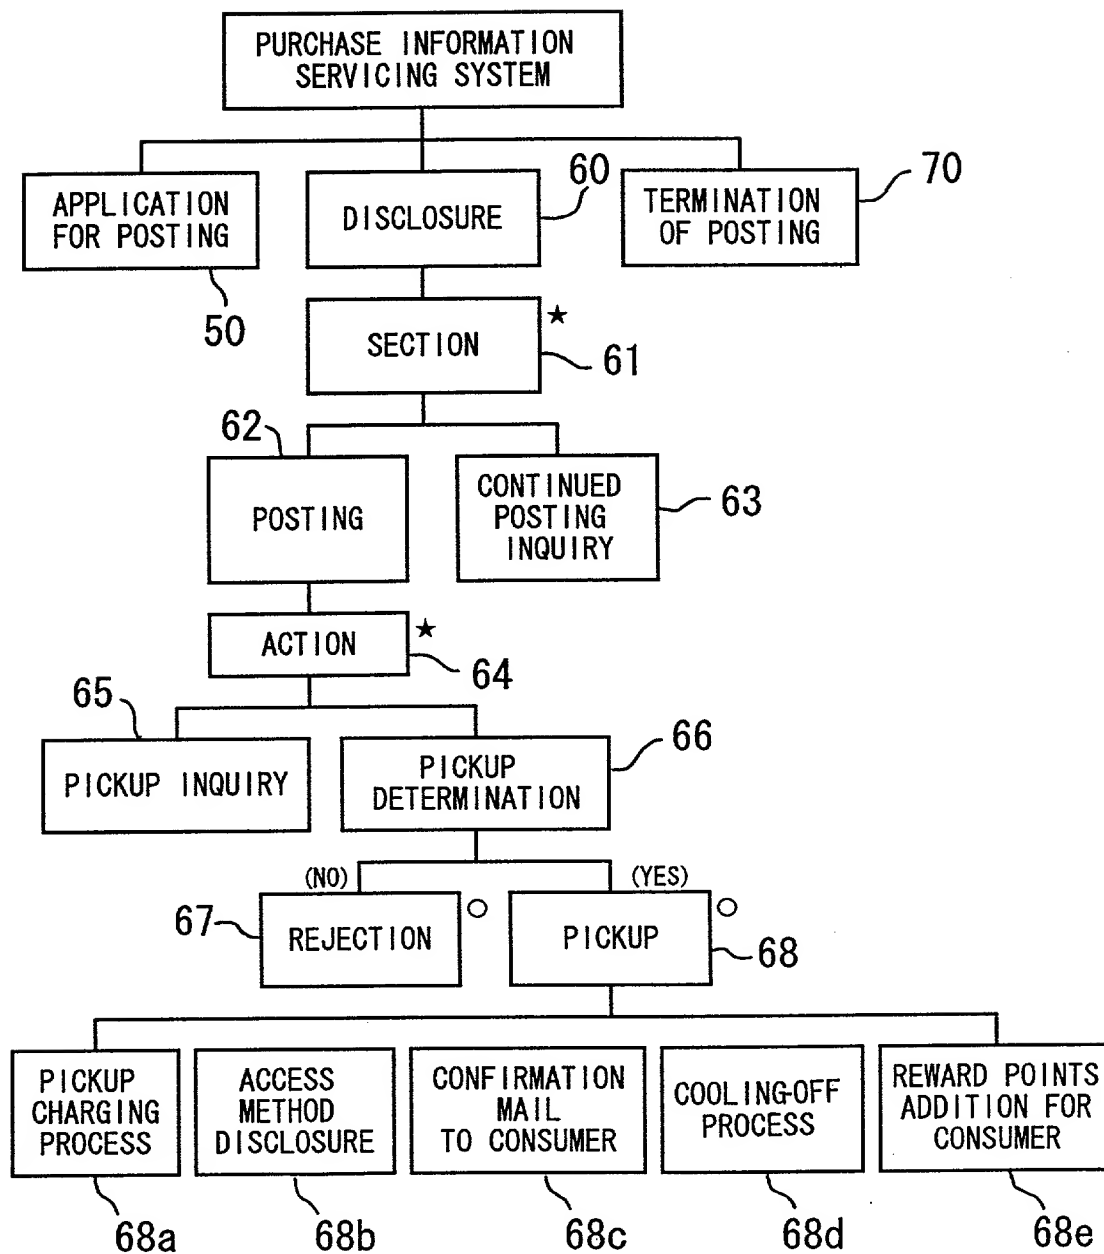 PURCHASE INFORMATION
SERVICING SYSTEM
APPLICATION
FOR POSTING
50
DISCLOSURE
60
TERMINATION
OF POSTING
70
SECTION
★
61
62
POSTING
CONTINUED
POSTING
INQUIRY
63
ACTION
★
64
65
PICKUP INQUIRY
PICKUP
DETERMINATION
66
(NO)
67
REJECTION
(YES)
PICKUP
68
PICKUP
CHARGING
PROCESS
68a
ACCESS
METHOD
DISCLOSURE
68b
CONFIRMATION
MAIL
TO CONSUMER
68c
COOLING-OFF
PROCESS
68d
REWARD POINTS
ADDITION FOR
CONSUMER
68e